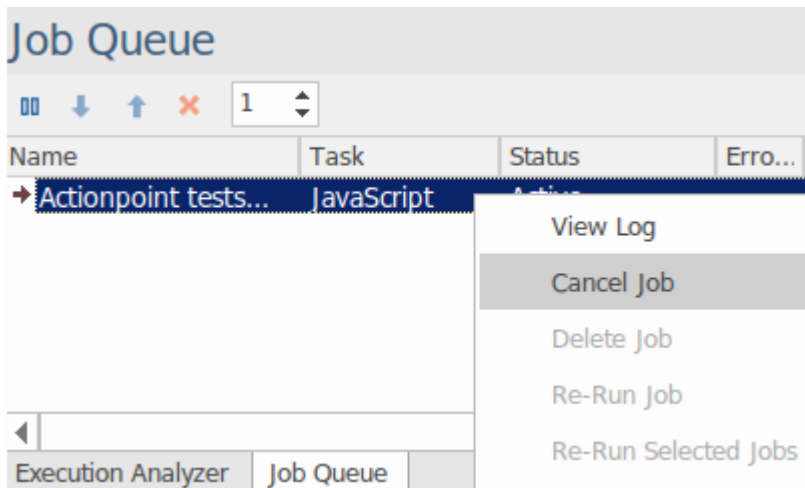 Job Queue
1
Name Task Status Erro...
Actionpoint tests... JavaScript Active
View Log
Cancel Job
Delete Job
Re-Run Job
Re-Run Selected Jobs
Execution Analyzer Job Queue